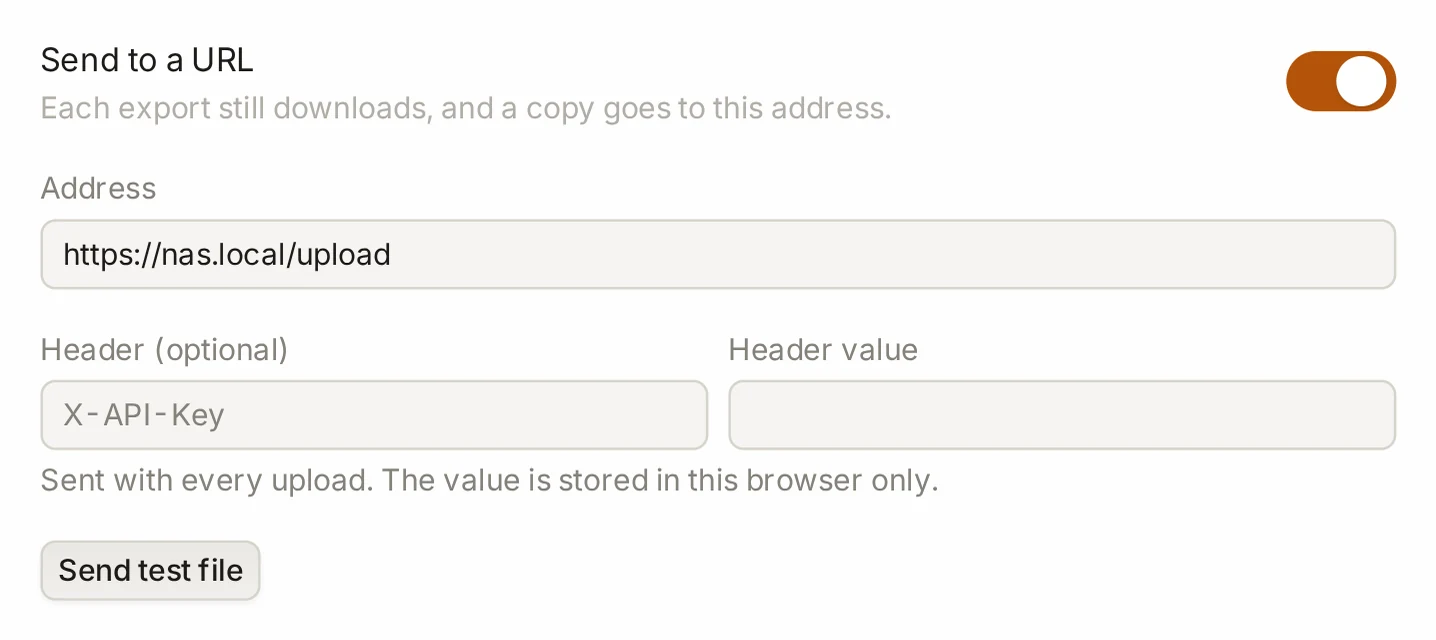 Send to a URL
Each export still downloads, and a copy goes to this address.
Address
https://nas.local/upload
Header (optional)
Header value
X-API-Key
Sent with every upload. The value is stored in this browser only.
Send test file